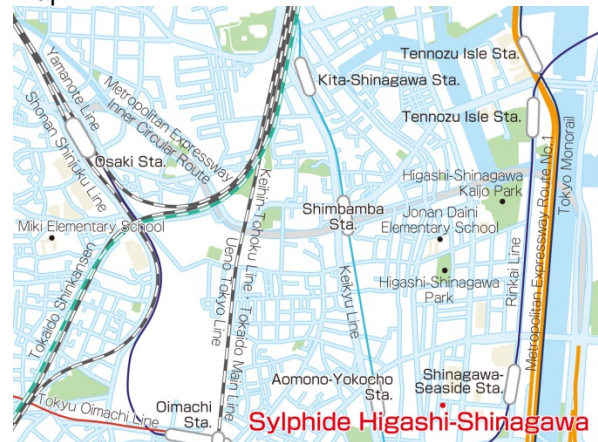 Tennozu Isle Sta.
Kita-Shinagawa Sta.
Yamanote Line
Metropolitan Expressway
Inner Circular Route
Tennozu Isle Sta.
Shonan Shinjuku Line
Osaki Sta.
Higashi-Shinagawa
Kaijo Park
Metropolitan Expressway Route No.1
Tokyo Monorail
Keihin-Tohoku Line · Tokaido Main Line
Ueno Tokyo Line
Shimbamba
Sta.
Jonan Daini
Elementary School
Miki Elementary School
Keikyu Line
Rinkai Line
Tokaido Shinkansen
Higashi-Shinagawa
Park
Aomono-Yokocho
Sta.
Shinagawa-
Seaside Sta.
Tokyu Oimachi Line
Oimachi
Sta.
Sylphide Higashi-Shinagawa